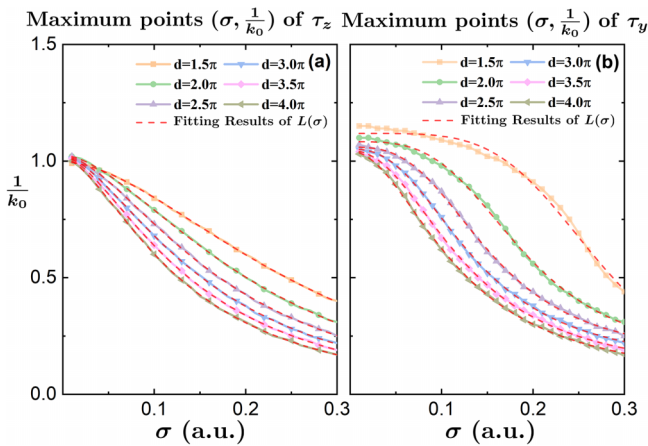 Maximum points (σ, 1/k₀) of τ_z Maximum points (σ, 1/k₀) of τ_y
1.5
(a)
d=1.5π d=3.0π
d=2.0π d=3.5π
d=2.5π d=4.0π
Fitting Results of L(σ)
(b)
d=1.5π d=3.0π
d=2.0π d=3.5π
d=2.5π d=4.0π
Fitting Results of L(σ)
1.0
1/k₀
0.5
0.0
0.1 0.2 0.3 0.1 0.2 0.3
σ (a.u.) σ (a.u.)